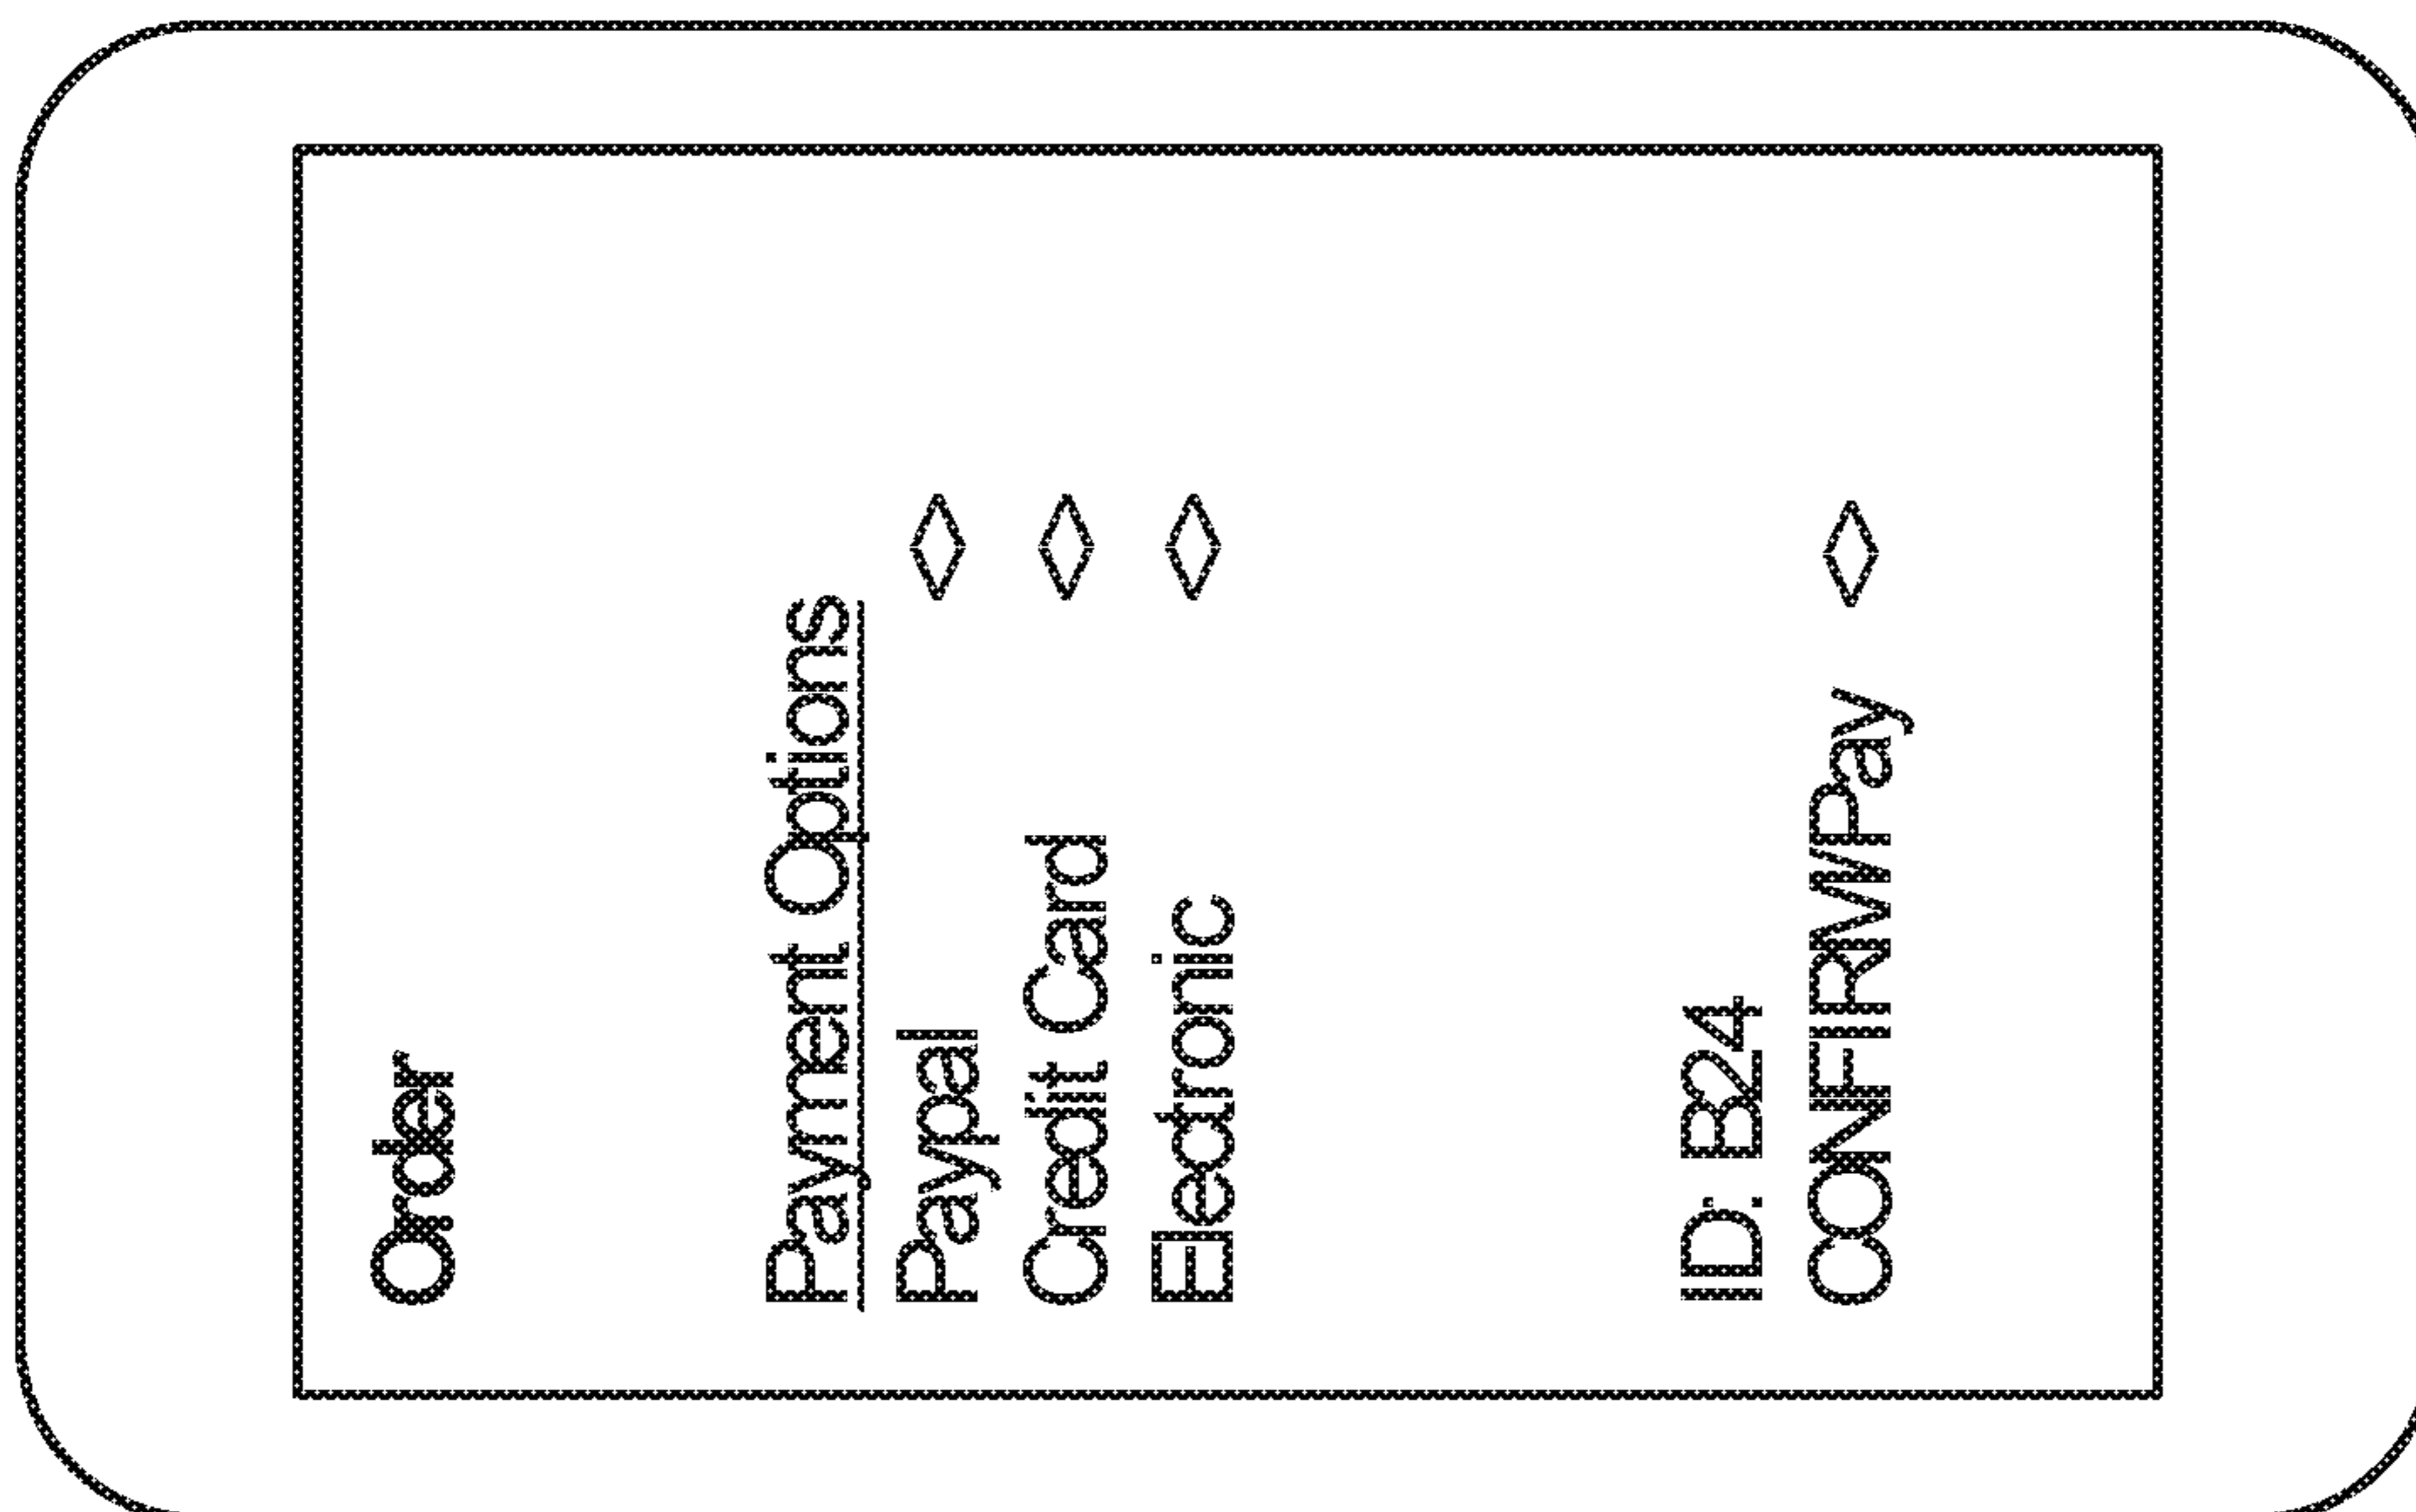 Order
Payment Options
Paypal
Credit Card
Electronic
ID: B24
CONFIRM/Pay